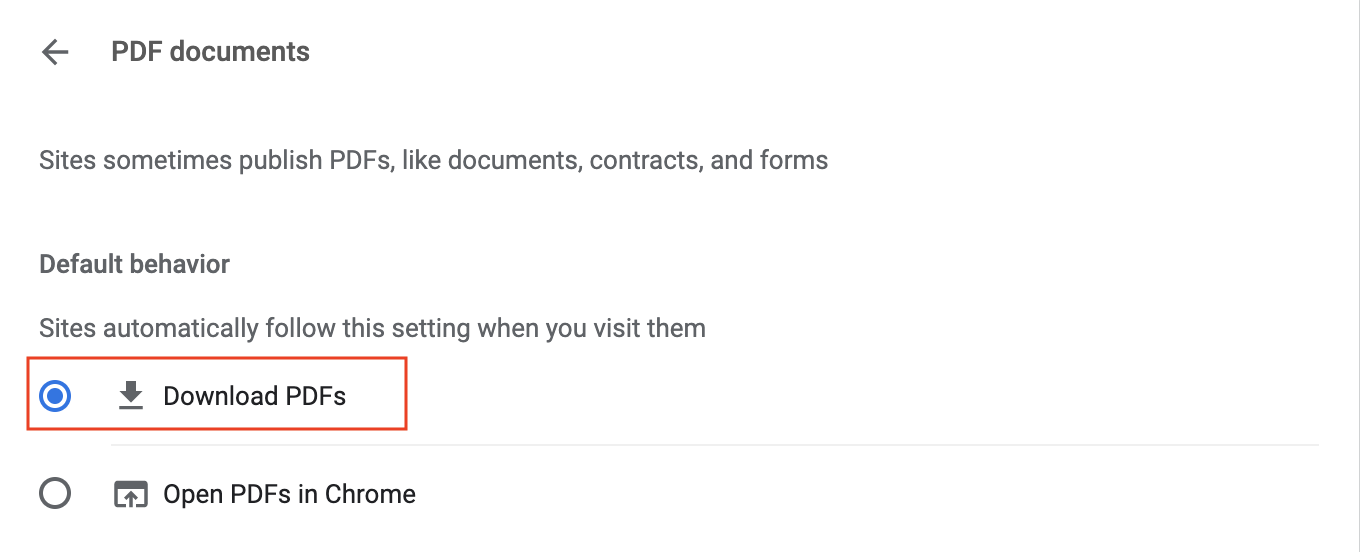 PDF documents
Sites sometimes publish PDFs, like documents, contracts, and forms
Default behavior
Sites automatically follow this setting when you visit them
Download PDFs
Open PDFs in Chrome